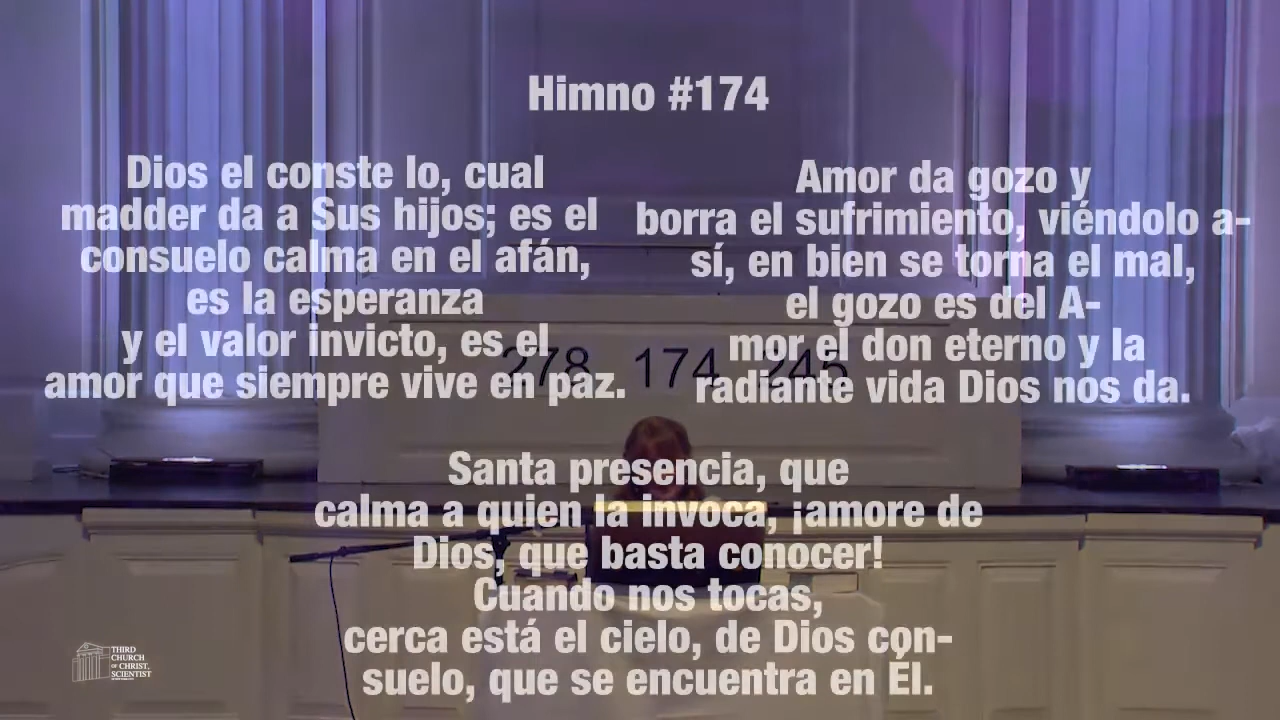 Himno #174
Dios el conste lo, cual
madder da a Sus hijos; es el
consuelo calma en el afán,
es la esperanza
y el valor invicto, es el
amor que siempre vive en paz.
Amor da gozo y
borra el sufrimiento, viéndolo a-
sí, en bien se torna el mal,
el gozo es del A-
mor el don eterno y la
radiante vida Dios nos da.
278 174 245
Santa presencia, que
calma a quien la invoca, ¡amore de
Dios, que basta conocer!
Cuando nos tocas,
cerca está el cielo, de Dios con-
suelo, que se encuentra en Él.
THIRD
CHURCH
OF CHRIST,
SCIENTIST